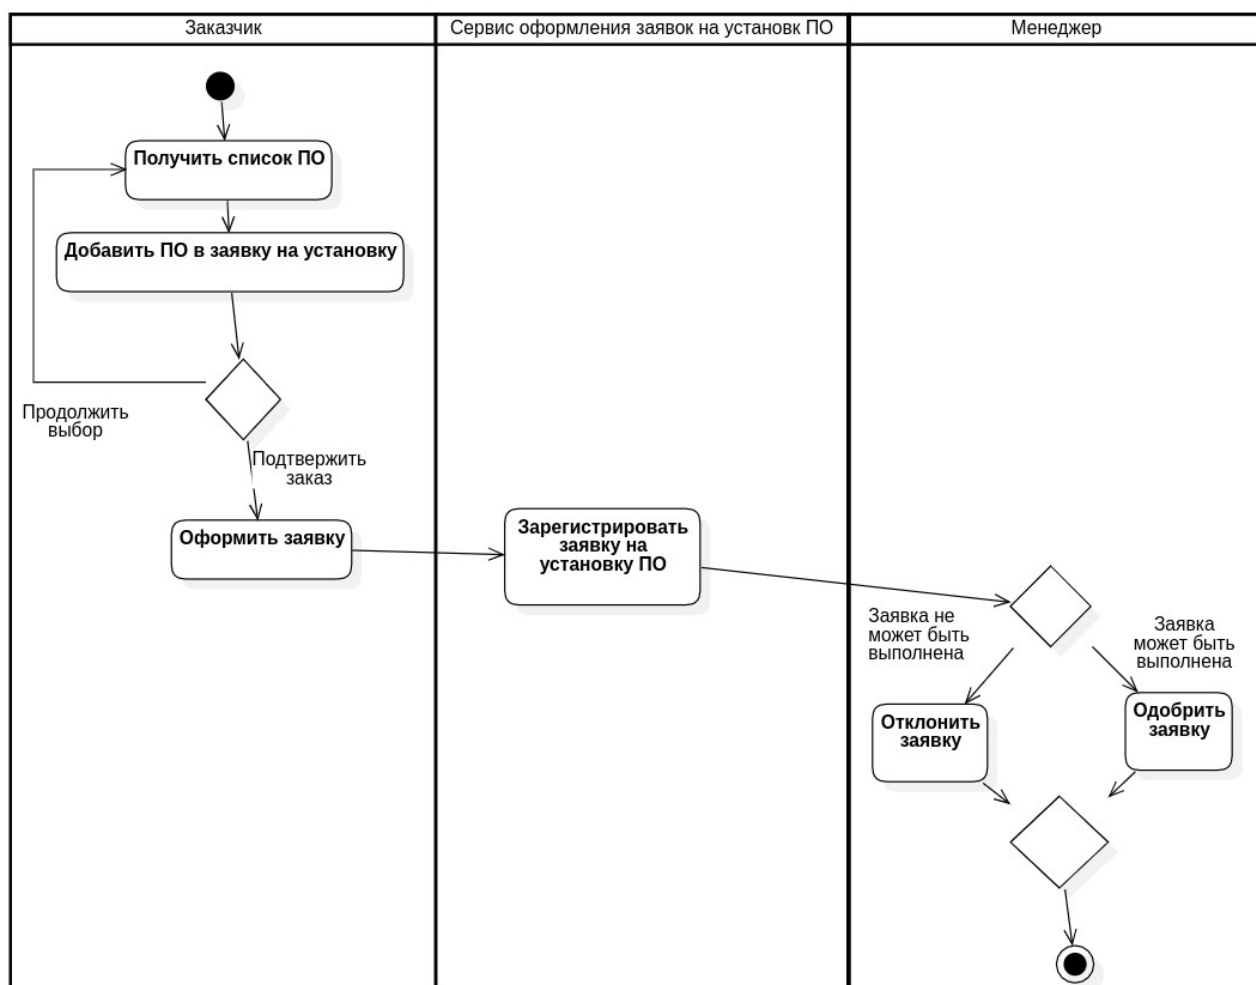 Заказчик
Сервис оформления заявок на установк ПО
Менеджер
Получить список ПО
Добавить ПО в заявку на установку
Продолжить
выбор
Подтвержить
заказ
Оформить заявку
Зарегистрировать
заявку на
установку ПО
Заявка не
может быть
выполнена
Заявка
может быть
выполнена
Отклонить
заявку
Одобрить
заявку